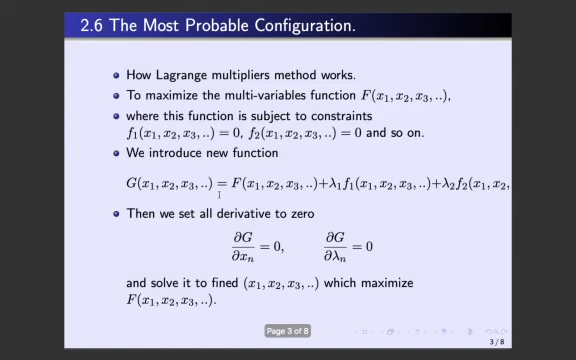 2.6 The Most Probable Configuration.
How Lagrange multipliers method works.
To maximize the multi-variables function F(x₁, x₂, x₃, ..),
where this function is subject to constraints
f₁(x₁, x₂, x₃, ..) = 0, f₂(x₁, x₂, x₃, ..) = 0 and so on.
We introduce new function
G(x₁, x₂, x₃, ..) = F(x₁, x₂, x₃, ..)+λ₁f₁(x₁, x₂, x₃, ..)+λ₂f₂(x₁, x₂,
Then we set all derivative to zero
∂G/∂xₙ = 0, ∂G/∂λₙ = 0
and solve it to fined (x₁, x₂, x₃, ..) which maximize
F(x₁, x₂, x₃, ..).
Page 3 of 8
3 / 8